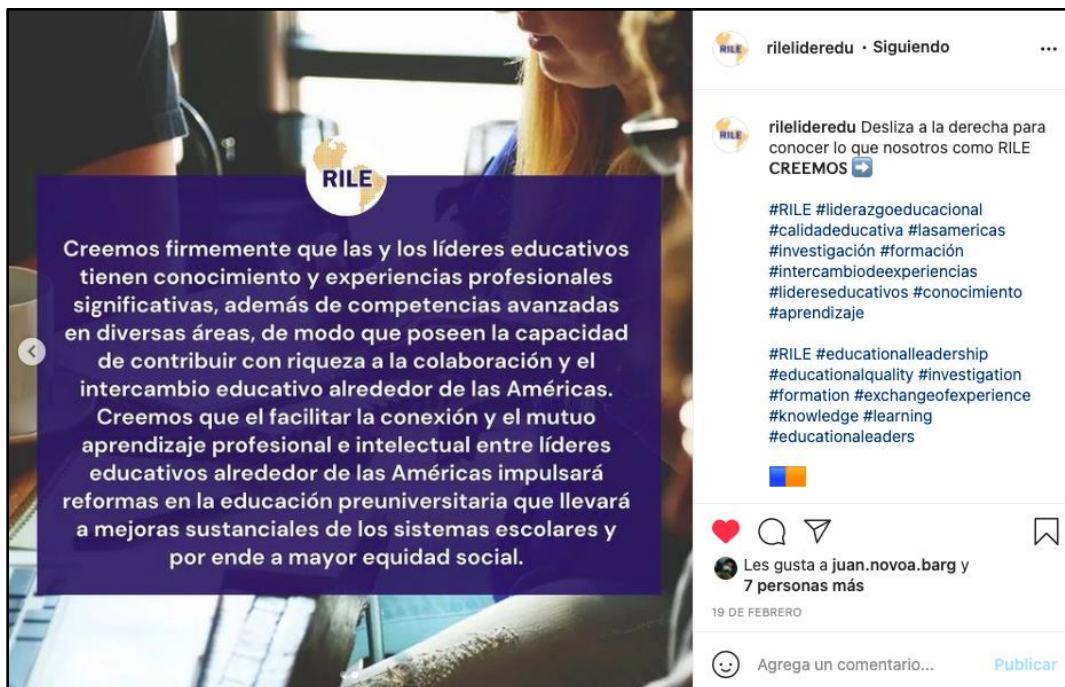 RILE
Creemos firmemente que las y los líderes educativos
tienen conocimiento y experiencias profesionales
significativas, además de competencias avanzadas
en diversas áreas, de modo que poseen la capacidad
de contribuir con riqueza a la colaboración y el
intercambio educativo alrededor de las Américas.
Creemos que el facilitar la conexión y el mutuo
aprendizaje profesional e intelectual entre líderes
educativos alrededor de las Américas impulsará
reformas en la educación preuniversitaria que llevará
a mejoras sustanciales de los sistemas escolares y
por ende a mayor equidad social.
RILE
rilelideredu · Siguiendo
RILE
rilelideredu Desliza a la derecha para
conocer lo que nosotros como RILE
CREEMOS ➡️
#RILE #liderazgoeducacional
#calidadeducativa #lasamericas
#investigación #formación
#intercambiodeexperiencias
#lidereseducativos #conocimiento
#aprendizaje
#RILE #educationalleadership
#educationalquality #investigation
#formation #exchangeofexperience
#knowledge #learning
#educationaleaders
Les gusta a juan.novoa.barg y
7 personas más
19 DE FEBRERO
Agrega un comentario... Publicar